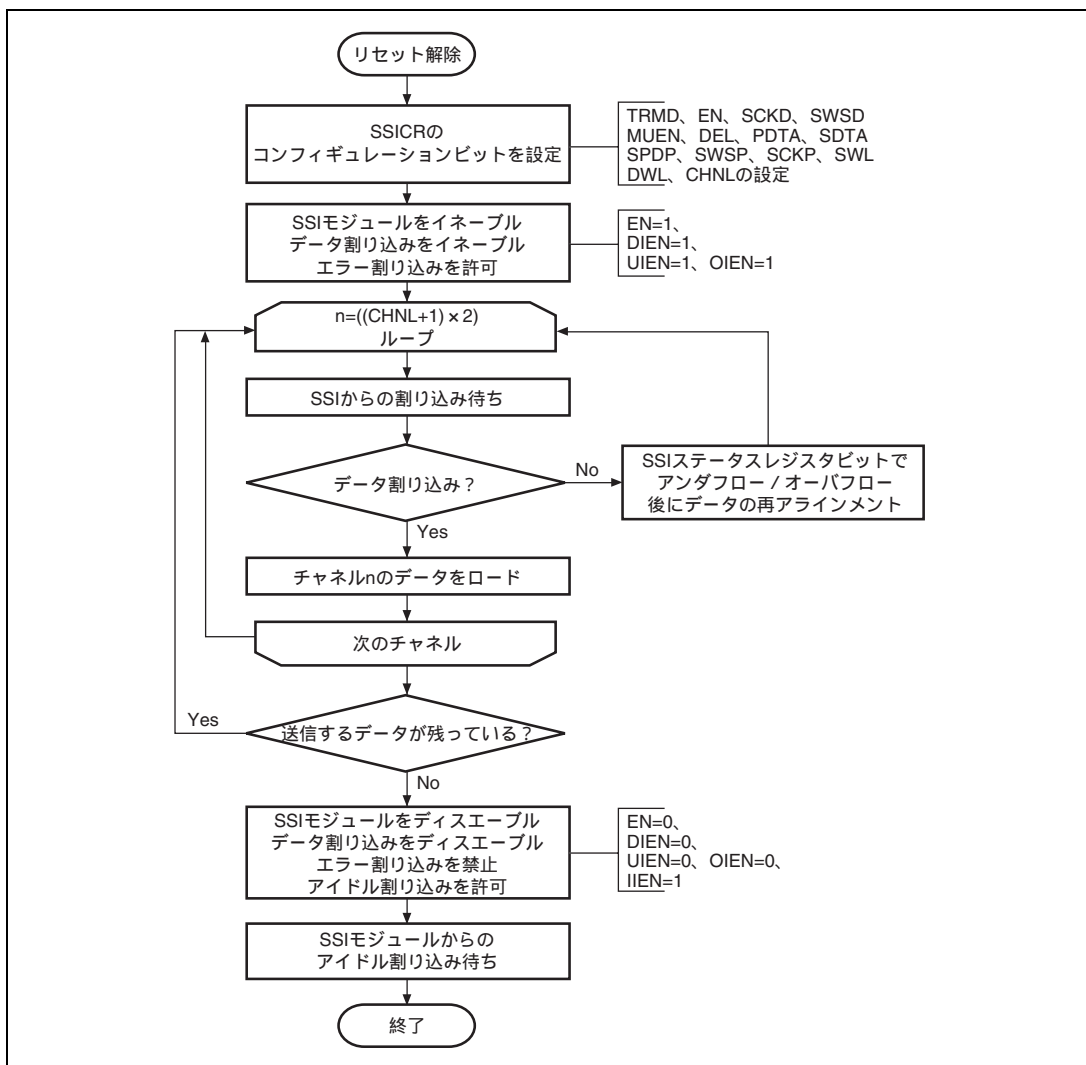 リセット解除
SSICRの
コンフィギュレーションビットを設定
TRMD、EN、SCKD、SWSD
MUEN、DEL、PDTA、SDTA
SPDP、SWSP、SCKP、SWL
DWL、CHNLの設定
SSIモジュールをイネーブル
データ割り込みをイネーブル
エラー割り込みを許可
EN=1、
DIEN=1、
UIEN=1、OIEN=1
n=((CHNL+1) × 2)
ループ
SSIからの割り込み待ち
データ割り込み？
No
SSIステータスレジスタビットで
アンダフロー / オーバフロー
後にデータの再アラインメント
Yes
チャネルnのデータをロード
次のチャネル
Yes
送信するデータが残っている？
No
SSIモジュールをディスエーブル
データ割り込みをディスエーブル
エラー割り込みを禁止
アイドル割り込みを許可
EN=0、
DIEN=0、
UIEN=0、OIEN=0、
IIEN=1
SSIモジュールからの
アイドル割り込み待ち
終了